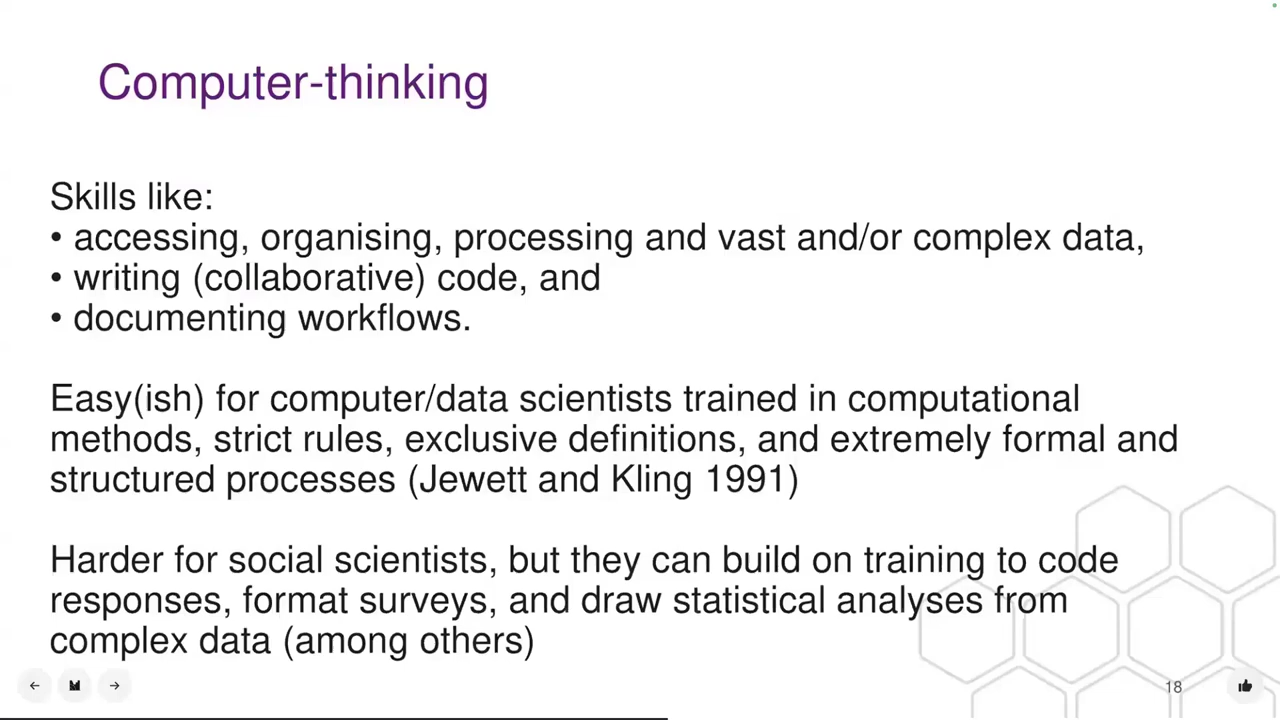 Computer-thinking
Skills like:
• accessing, organising, processing and vast and/or complex data,
• writing (collaborative) code, and
• documenting workflows.
Easy(ish) for computer/data scientists trained in computational
methods, strict rules, exclusive definitions, and extremely formal and
structured processes (Jewett and Kling 1991)
Harder for social scientists, but they can build on training to code
responses, format surveys, and draw statistical analyses from
complex data (among others)
18